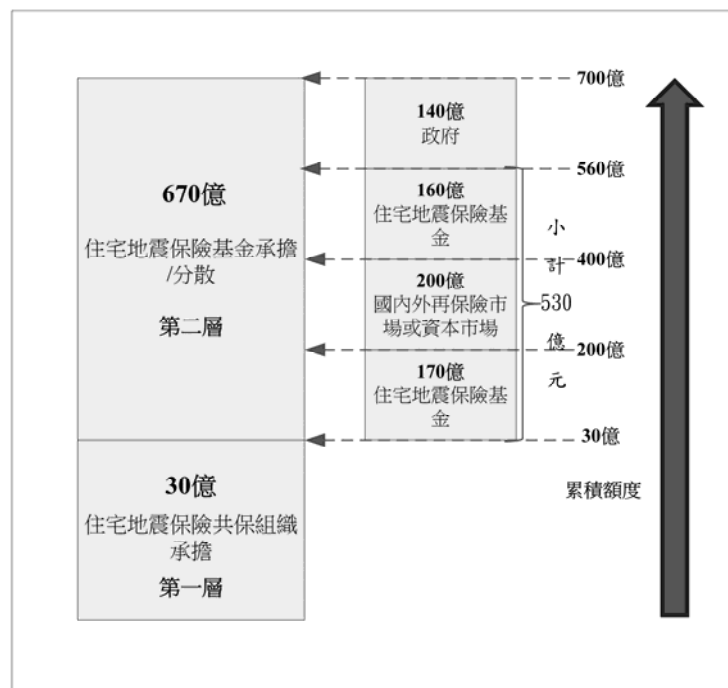 700億
140億
政府
560億
670億
住宅地震保險基金承擔
/分散
第二層
160億
住宅地震保險基
金
小
計
530
億
元
400億
200億
國內外再保險市
場或資本市場
200億
170億
住宅地震保險基
金
30億
累積額度
30億
住宅地震保險共保組織
承擔
第一層